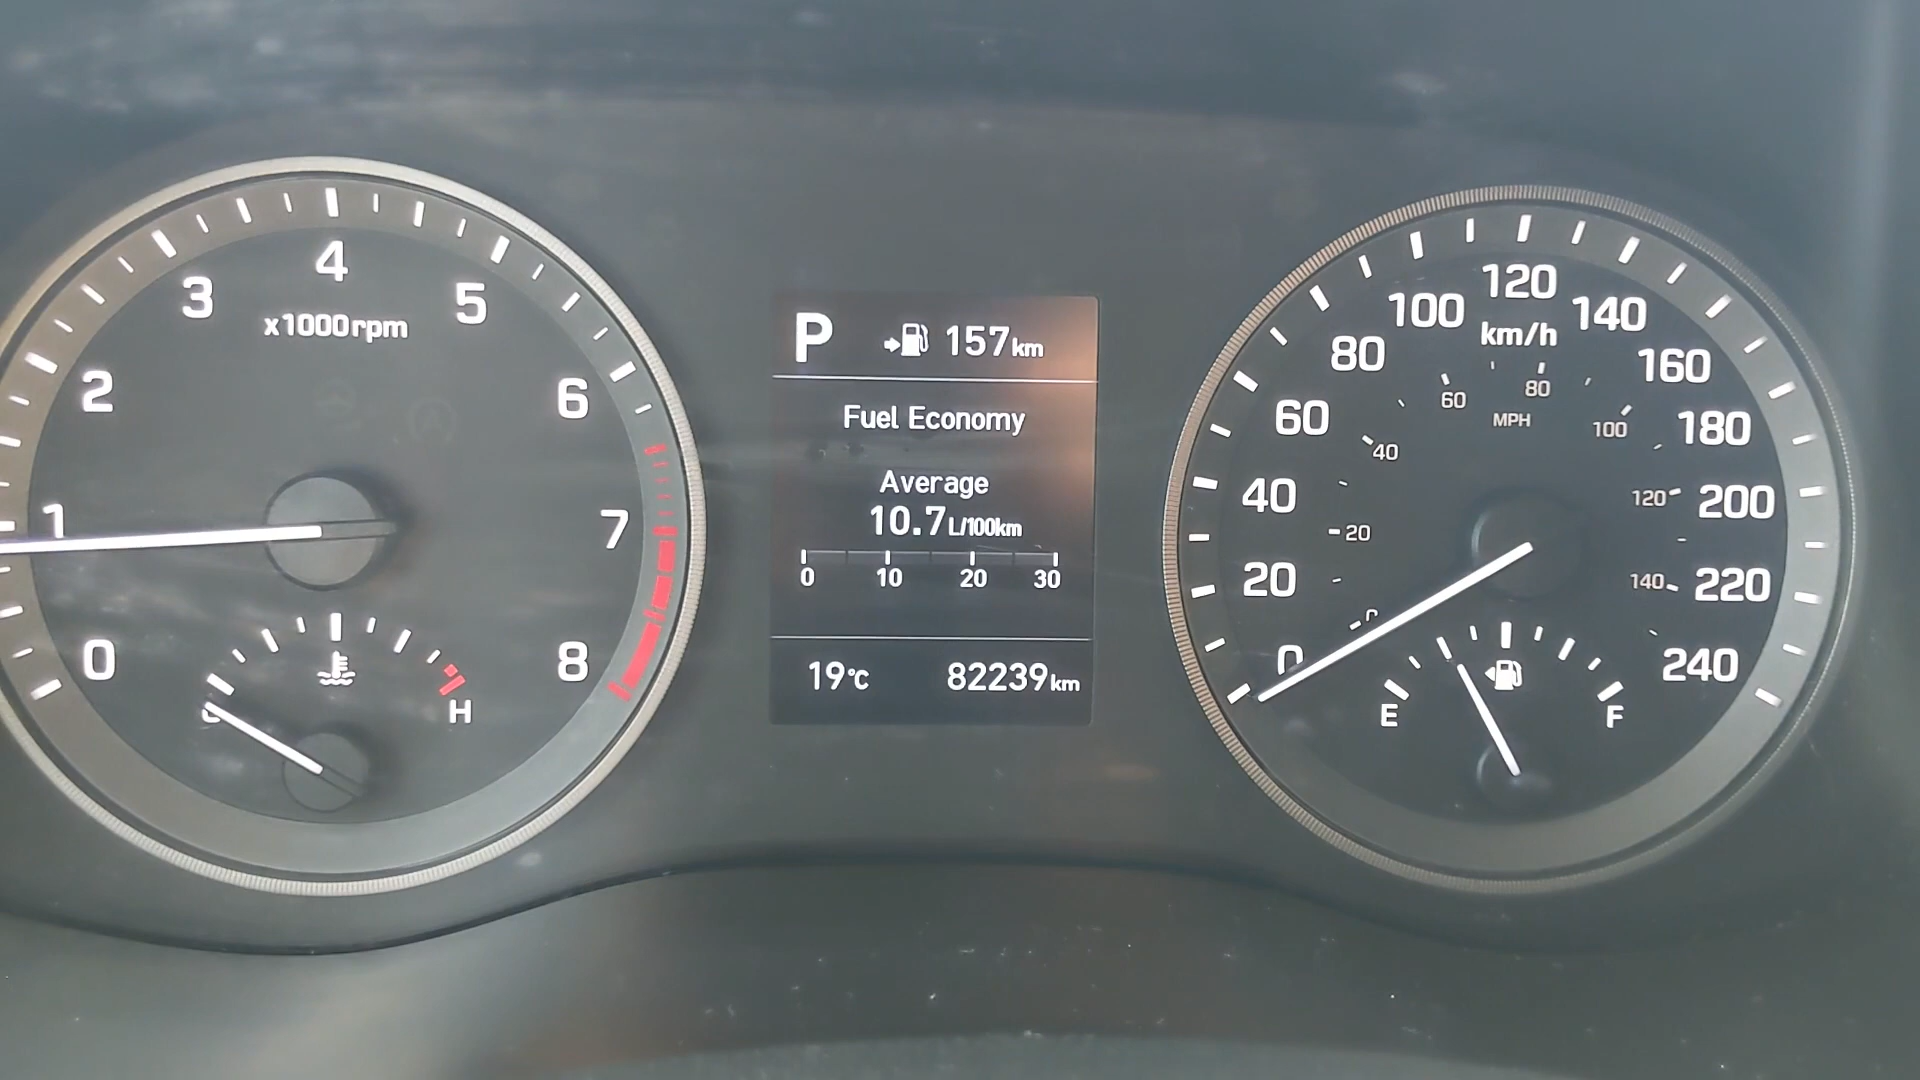 0
1
2
3
4
5
6
7
8
x1000rpm
H
P 157km
Fuel Economy
Average
10.7L/100km
0 10 20 30
19°C 82239km
0
20
40
60
80
100
120
140
160
180
200
220
240
km/h
20
40
60
80
100
120
140
MPH
E F